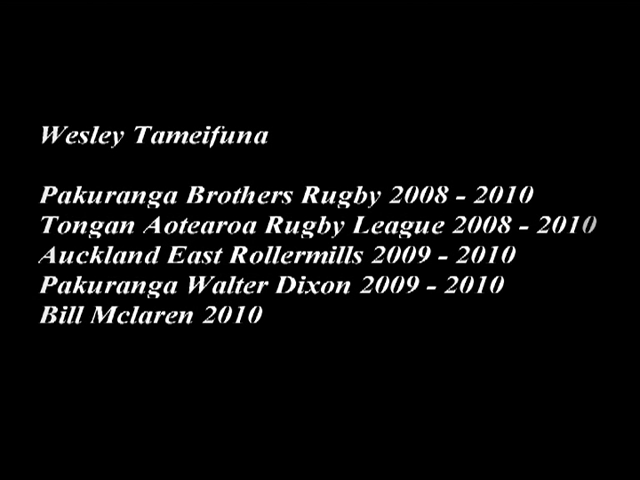 Wesley Tameifuna
Pakuranga Brothers Rugby 2008 - 2010
Tongan Aotearoa Rugby League 2008 - 2010
Auckland East Rollermills 2009 - 2010
Pakuranga Walter Dixon 2009 - 2010
Bill Mclaren 2010